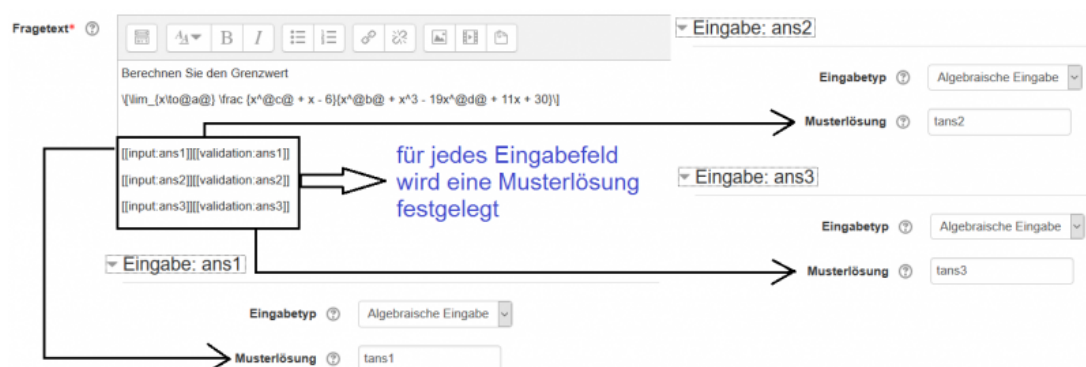 Fragetext*
Berechnen Sie den Grenzwert
\[\lim_{x\to@a@} \frac {x^@c@ + x - 6}{x^@b@ + x^3 - 19x^@d@ + 11x + 30}\]
[[input:ans1]][[validation:ans1]]
[[input:ans2]][[validation:ans2]]
[[input:ans3]][[validation:ans3]]
für jedes Eingabefeld
wird eine Musterlösung
festgelegt
Eingabe: ans2
Eingabetyp Algebraische Eingabe
Musterlösung tans2
Eingabe: ans3
Eingabetyp Algebraische Eingabe
Musterlösung tans3
Eingabe: ans1
Eingabetyp Algebraische Eingabe
Musterlösung tans1